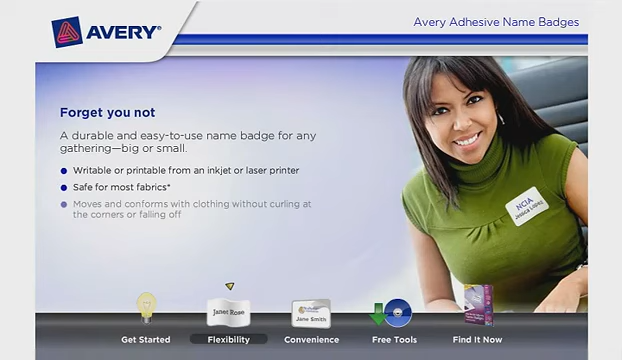 AVERY®
Avery Adhesive Name Badges
Forget you not
A durable and easy-to-use name badge for any
gathering—big or small.
Writable or printable from an inkjet or laser printer
Safe for most fabrics*
Moves and conforms with clothing without curling at
the corners or falling off
NCIA
Jessica Lopez
Janet Rose
Jane Smith
Get Started
Flexibility
Convenience
Free Tools
Find It Now